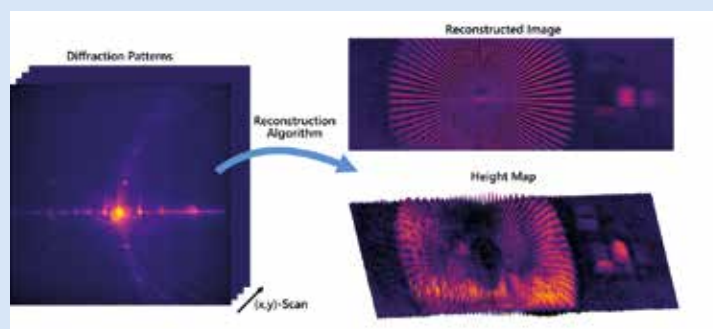 Diffraction Patterns
(x,y)-Scan
Reconstruction
Algorithm
Reconstructed Image
Height Map